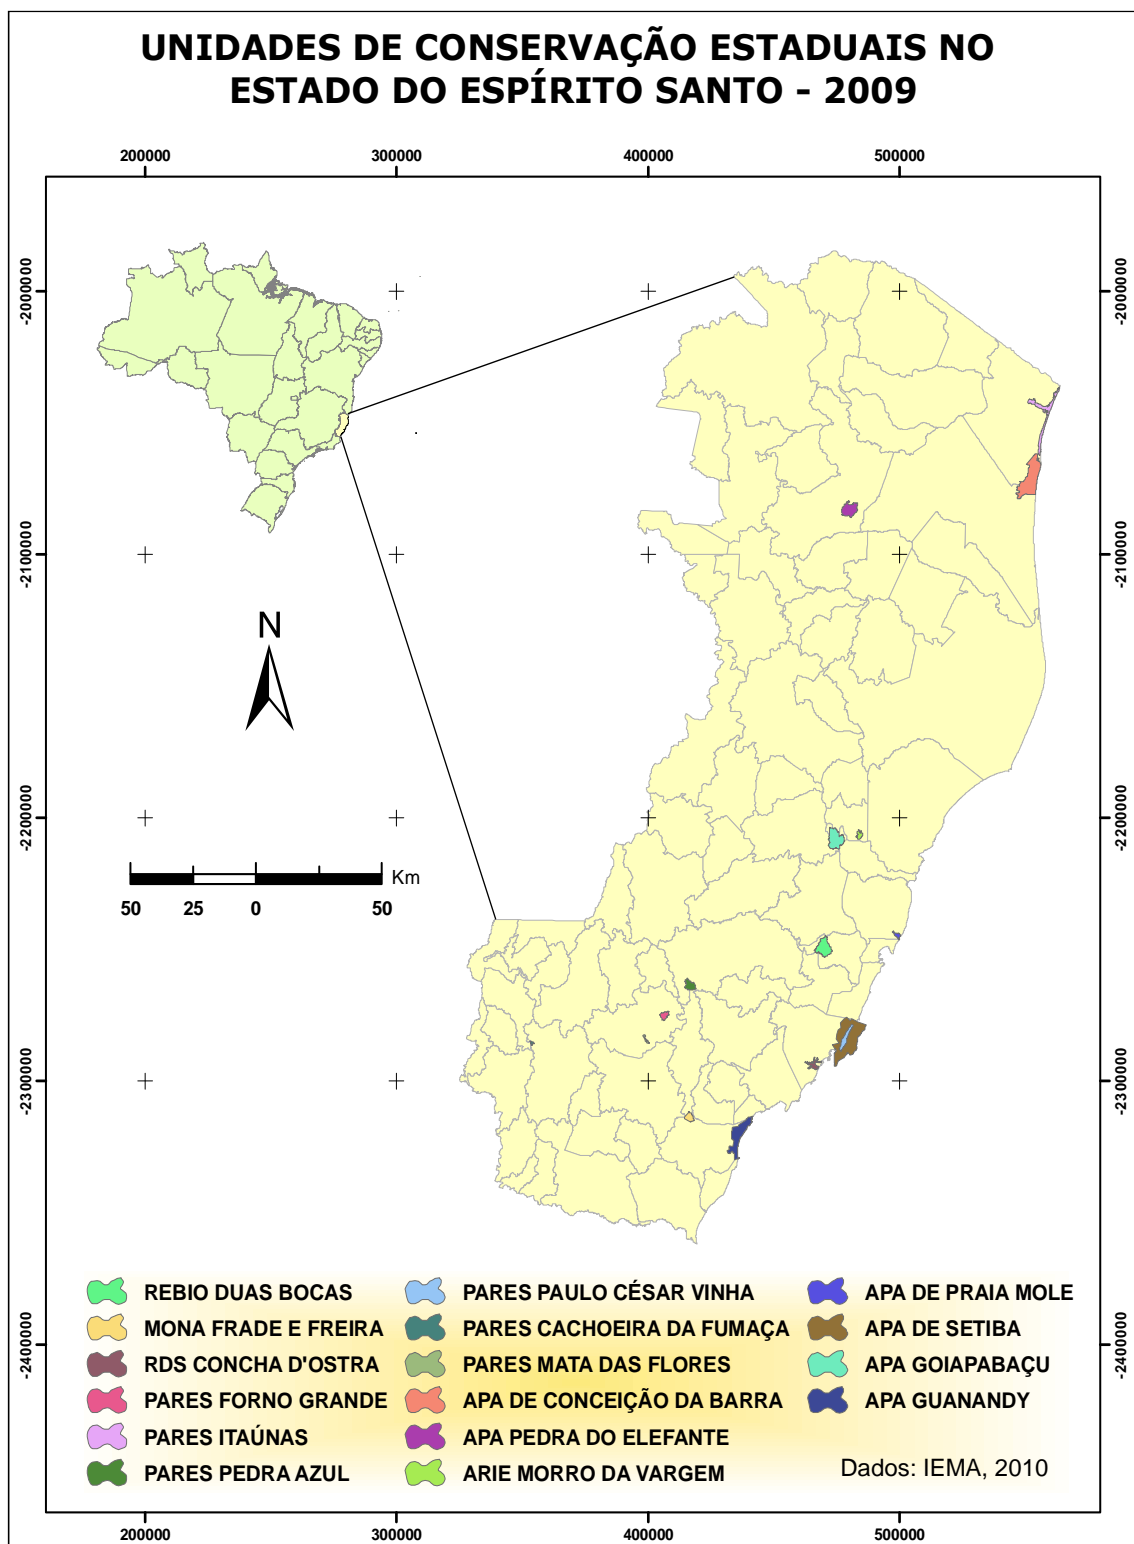 UNIDADES DE CONSERVAÇÃO ESTADUAIS NO
ESTADO DO ESPÍRITO SANTO - 2009
200000 300000 400000 500000
-2000000 -2000000
-2100000 -2100000
N
-2200000 -2200000
Km
50 25 0 50
-2300000 -2300000
REBIO DUAS BOCAS
MONA FRADE E FREIRA
RDS CONCHA D'OSTRA
PARES FORNO GRANDE
PARES ITAÚNAS
PARES PEDRA AZUL
PARES PAULO CÉSAR VINHA
PARES CACHOEIRA DA FUMAÇA
PARES MATA DAS FLORES
APA DE CONCEIÇÃO DA BARRA
APA PEDRA DO ELEFANTE
ARIE MORRO DA VARGEM
APA DE PRAIA MOLE
APA DE SETIBA
APA GOIAPABAÇU
APA GUANANDY
-2400000 -2400000
Dados: IEMA, 2010
200000 300000 400000 500000